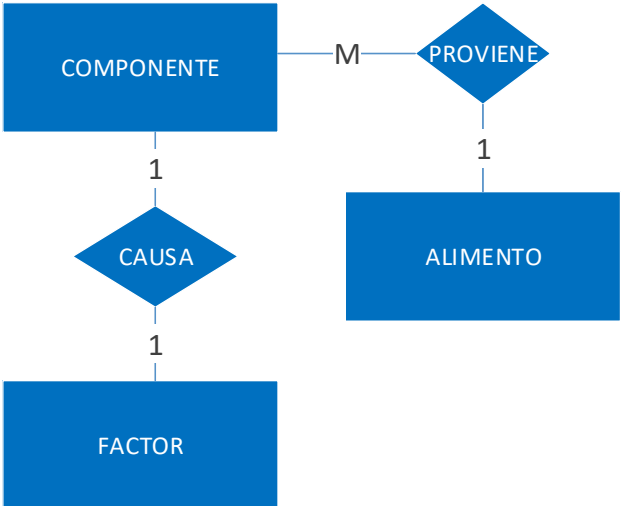 COMPONENTE
M
PROVIENE
1
1
CAUSA
ALIMENTO
1
FACTOR